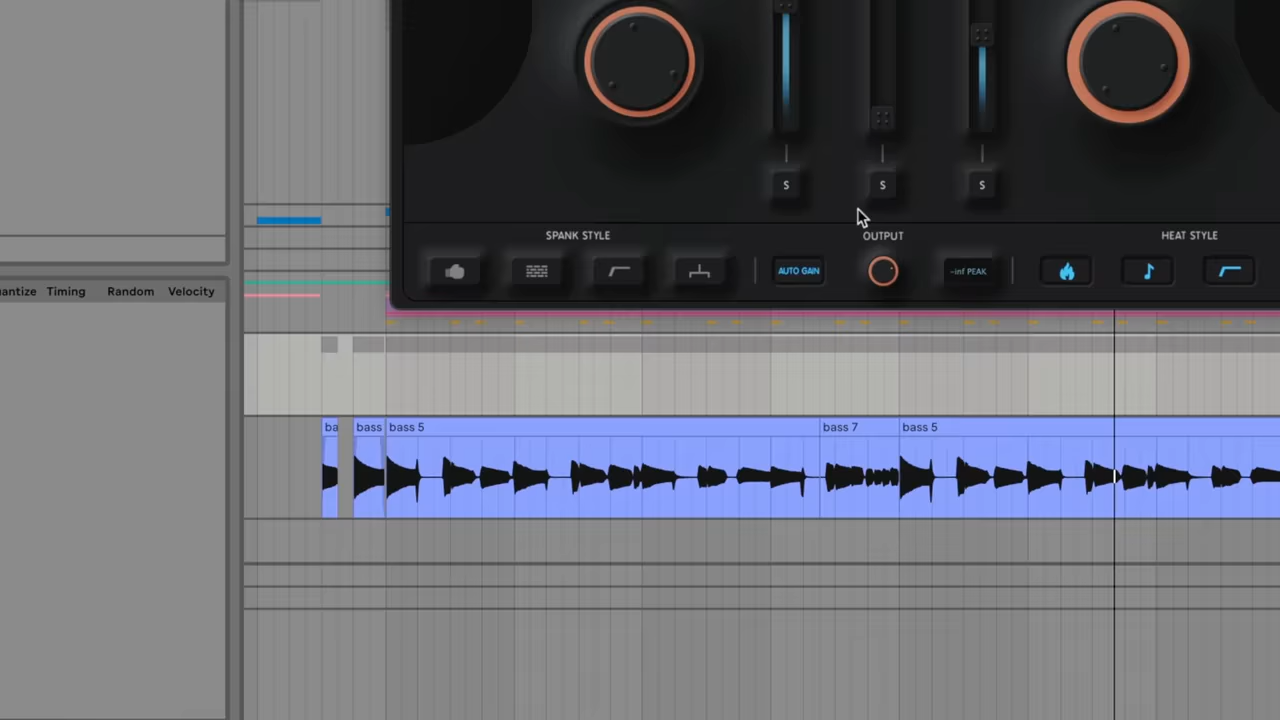 S S S
SPANK STYLE OUTPUT HEAT STYLE
AUTO GAIN -inf PEAK
antize Timing Random Velocity
ba bass bass 5 bass 7 bass 5